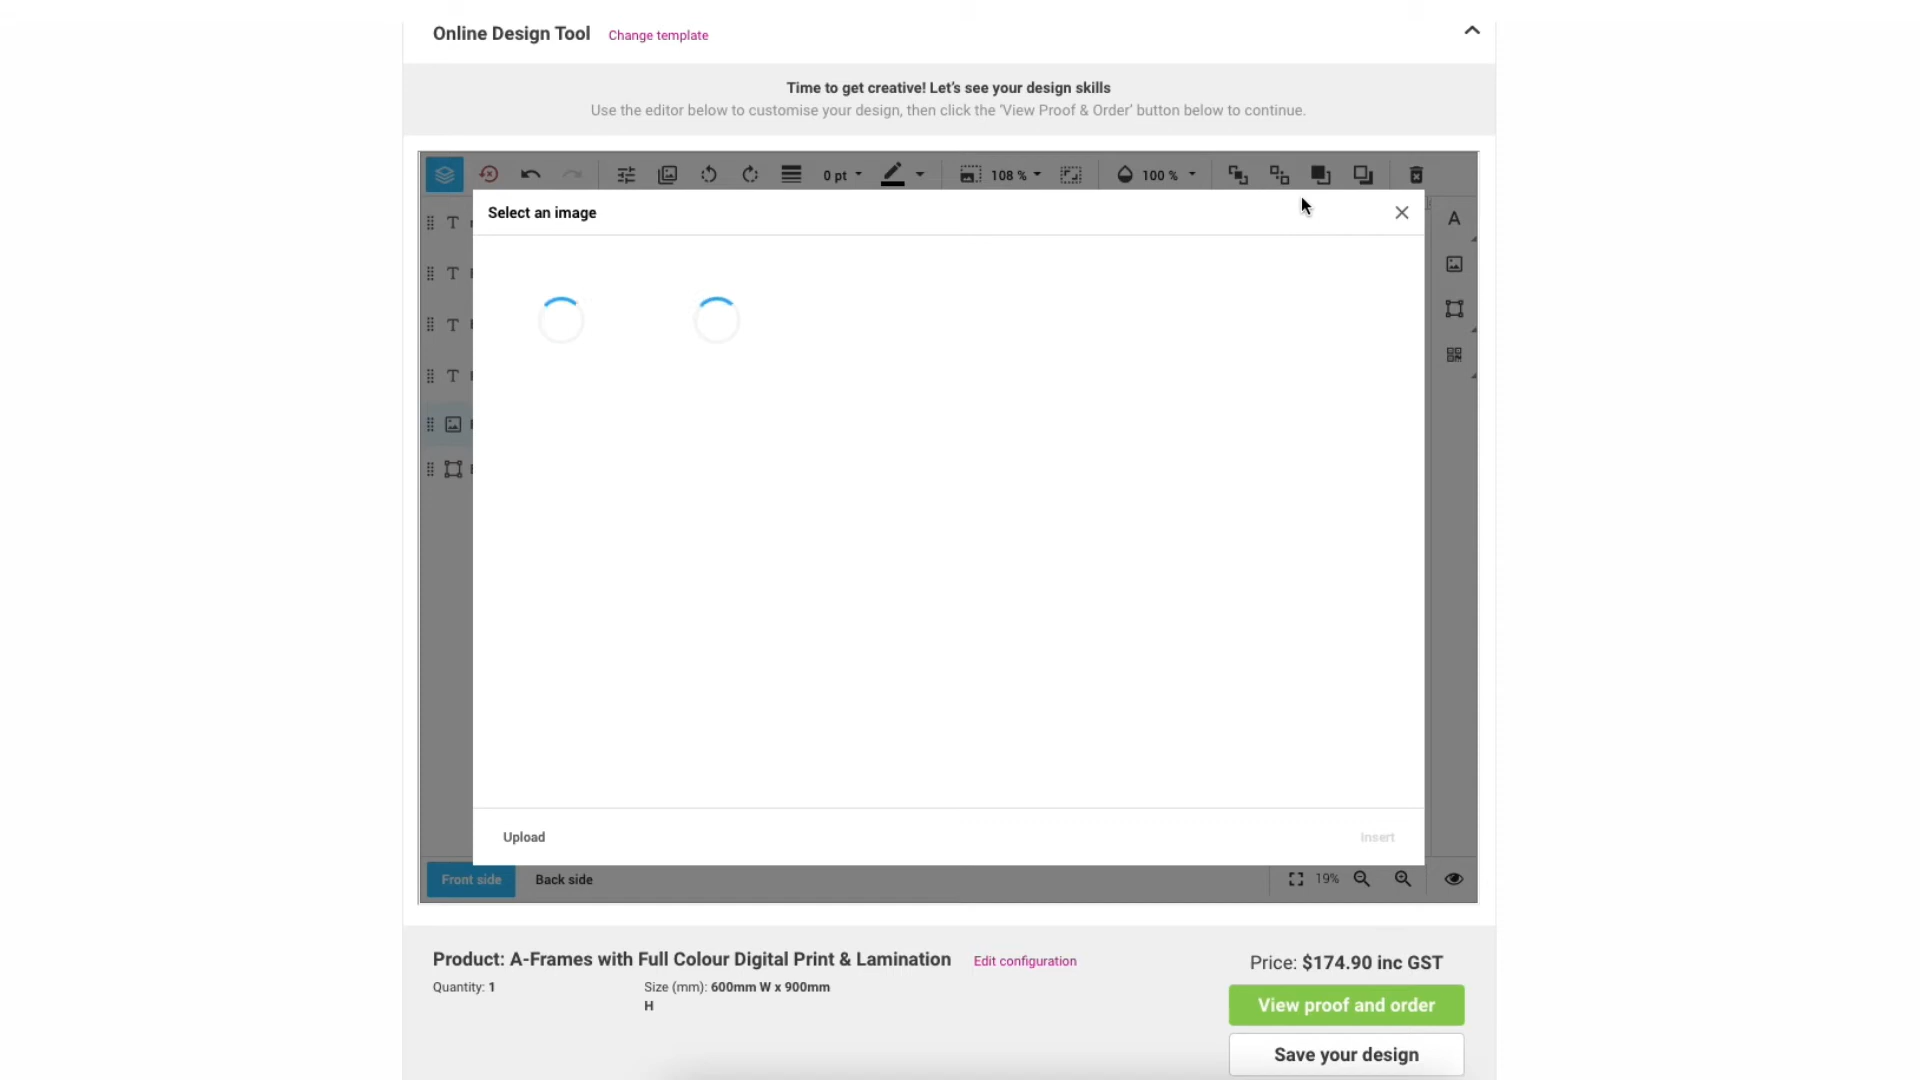 Online Design Tool Change template
Time to get creative! Let's see your design skills
Use the editor below to customise your design, then click the 'View Proof & Order' button below to continue.
0 pt 108 % 100 %
Select an image
T
T
T
T
A
Upload Insert
Front side Back side 19%
Product: A-Frames with Full Colour Digital Print & Lamination Edit configuration
Price: $174.90 inc GST
Quantity: 1 Size (mm): 600mm W x 900mm
H
View proof and order
Save your design